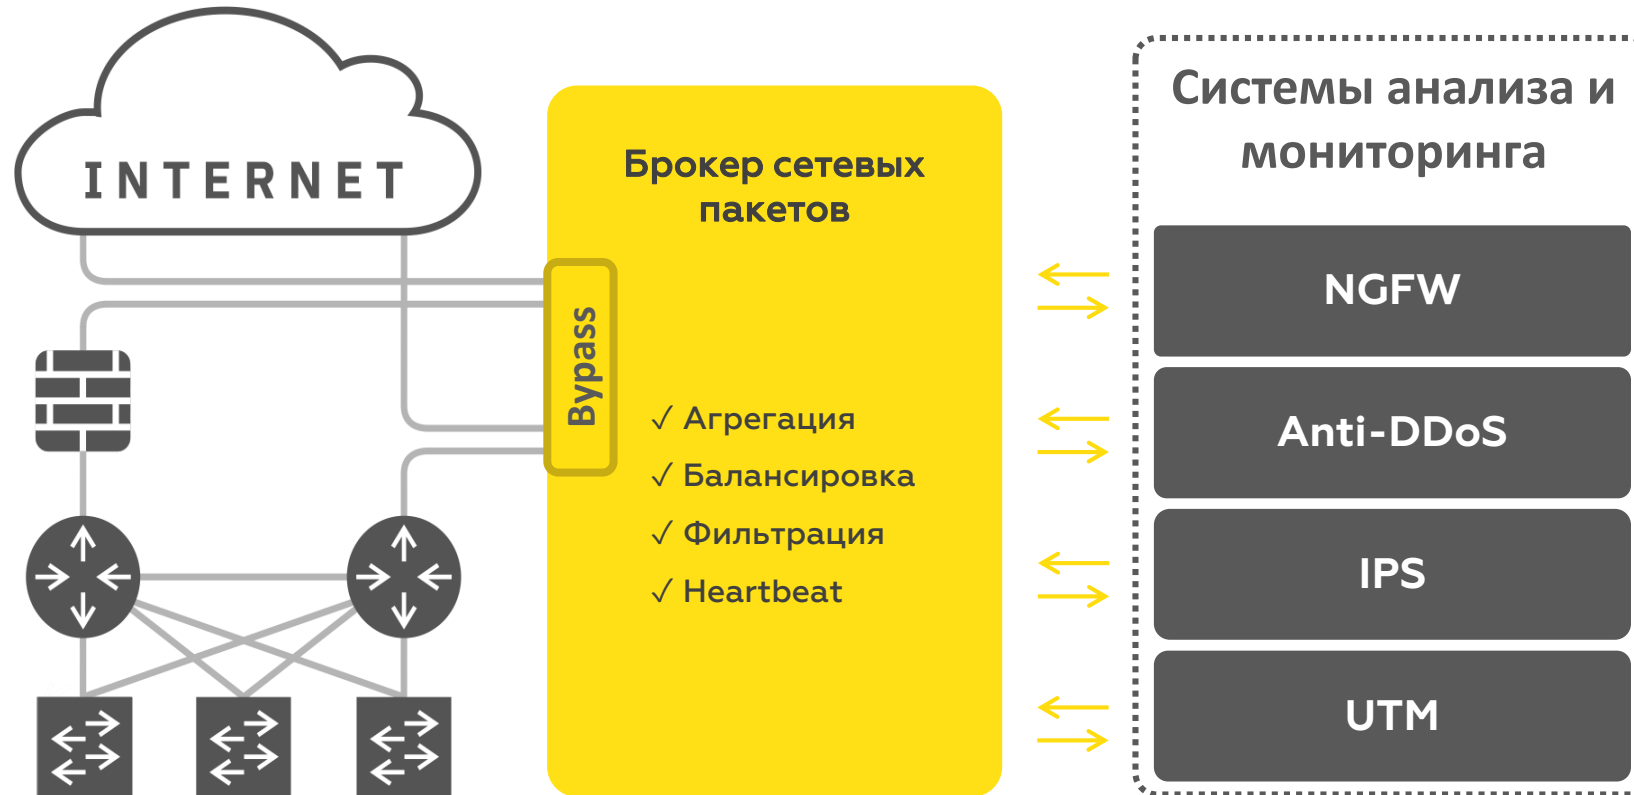 INTERNET
Брокер сетевых
пакетов
Bypass
✓ Агрегация
✓ Балансировка
✓ Фильтрация
✓ Heartbeat
Системы анализа и
мониторинга
NGFW
Anti-DDoS
IPS
UTM